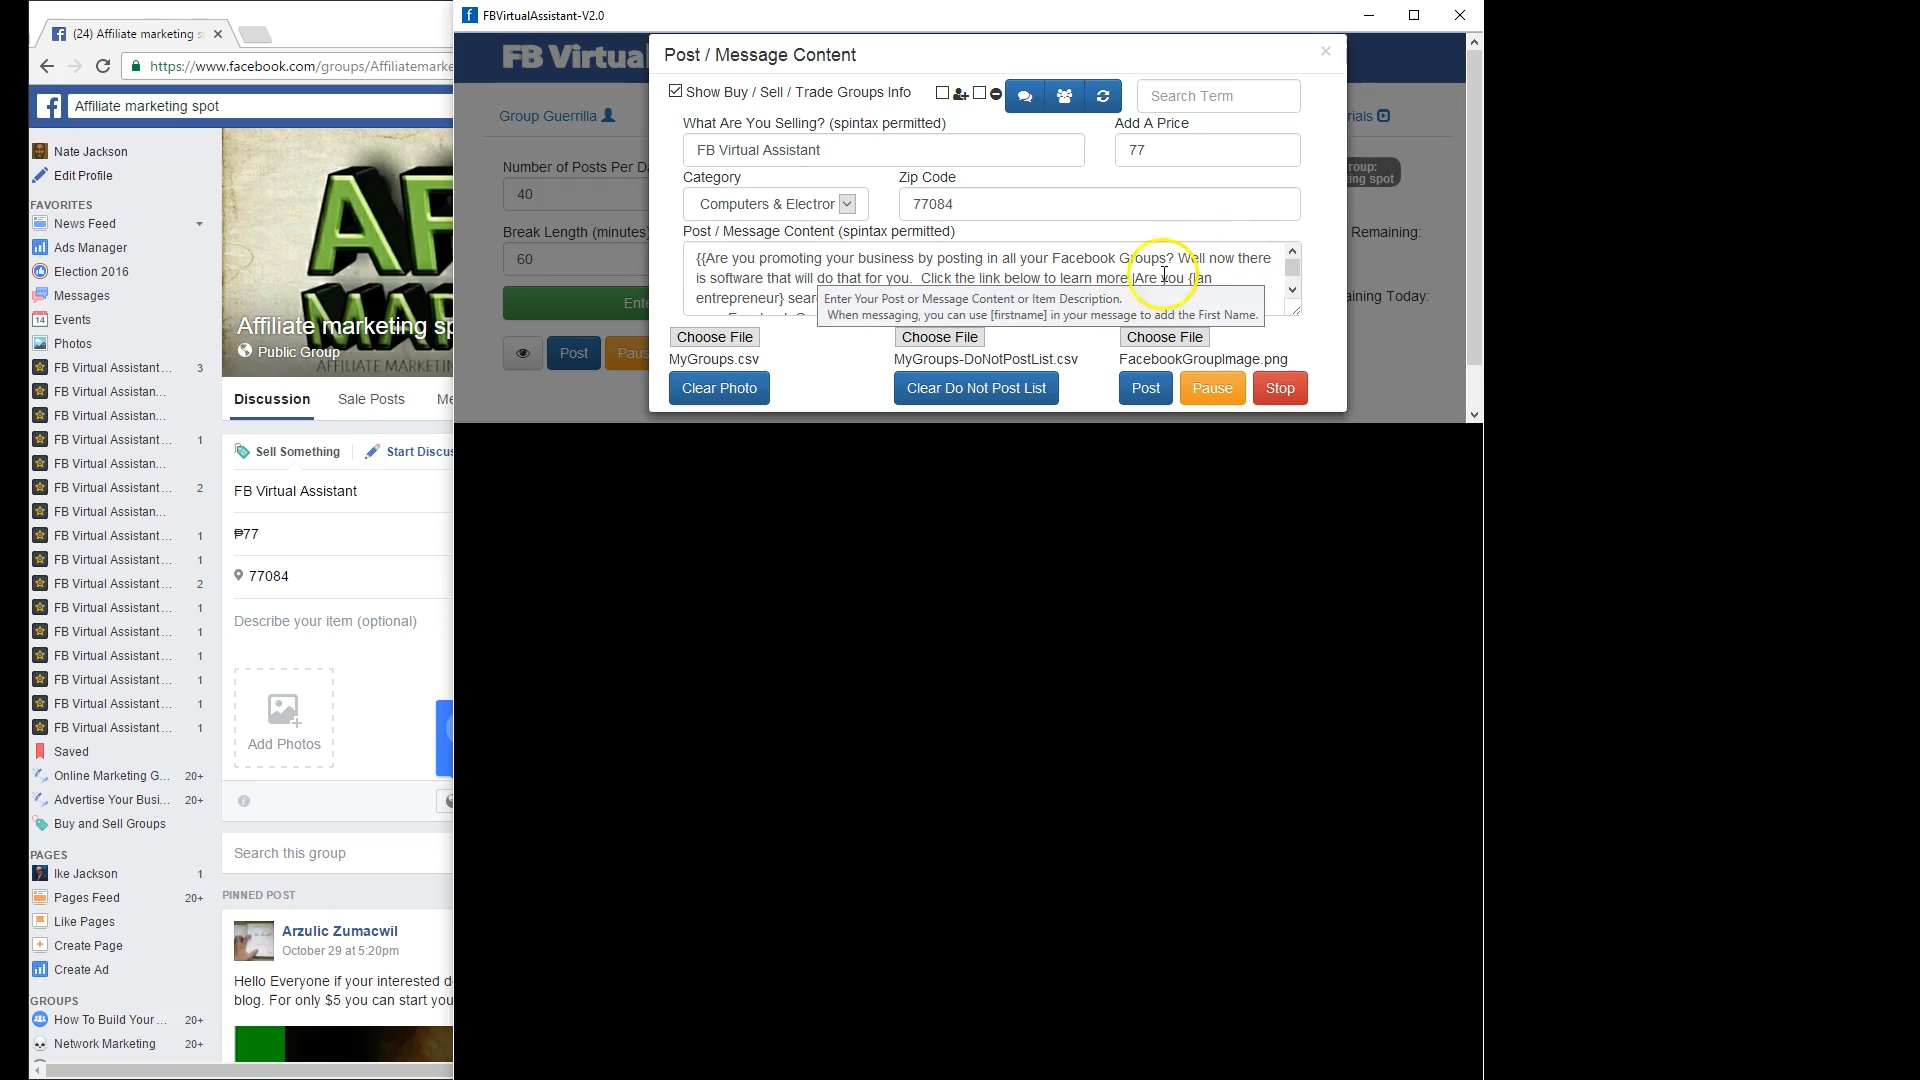 (24) Affiliate marketing s
https://www.facebook.com/groups/Affiliatemarke
Affiliate marketing spot
Nate Jackson
Edit Profile
FAVORITES
News Feed
Ads Manager
Election 2016
Messages
14 Events
Photos
FB Virtual Assistant ... 3
FB Virtual Assistan...
FB Virtual Assistan...
FB Virtual Assistant ... 1
FB Virtual Assistan...
FB Virtual Assistant ... 2
FB Virtual Assistan...
FB Virtual Assistant ... 1
FB Virtual Assistant ... 1
FB Virtual Assistant ... 2
FB Virtual Assistant ... 1
FB Virtual Assistant ... 1
FB Virtual Assistant ... 1
FB Virtual Assistant ... 1
FB Virtual Assistant ... 1
FB Virtual Assistant ... 1
Saved
Online Marketing G... 20+
Advertise Your Busi... 20+
Buy and Sell Groups
PAGES
Ike Jackson 1
Pages Feed 20+
Like Pages
Create Page
Create Ad
GROUPS
How To Build Your ... 20+
Network Marketing 20+
AF
MA
Affiliate marketing sp
Public Group
AFFILIATE MARKETIN
Discussion
Sale Posts
Me
Sell Something
Start Discus
FB Virtual Assistant
₱77
77084
Describe your item (optional)
Add Photos
Search this group
PINNED POST
Arzulic Zumacwil
October 29 at 5:20pm
Hello Everyone if your interested
blog. For only $5 you can start you
FBVirtualAssistant-V2.0
FB Virtual
Group Guerrilla
rials
Number of Posts Per Da
40
Break Length (minutes)
60
Ente
Post
Paus
roup:
ing spot
Remaining:
aining Today:
Post / Message Content
Show Buy / Sell / Trade Groups Info
Search Term
What Are You Selling? (spintax permitted)
Add A Price
FB Virtual Assistant
77
Category
Zip Code
Computers & Electror
77084
Post / Message Content (spintax permitted)
{{Are you promoting your business by posting in all your Facebook Groups? Well now there
is software that will do that for you. Click the link below to learn more.|Are you {|an
entrepreneur} sear
Enter Your Post or Message Content or Item Description.
When messaging, you can use [firstname] in your message to add the First Name.
Choose File
Choose File
Choose File
MyGroups.csv
MyGroups-DoNotPostList.csv
FacebookGroupImage.png
Clear Photo
Clear Do Not Post List
Post
Pause
Stop